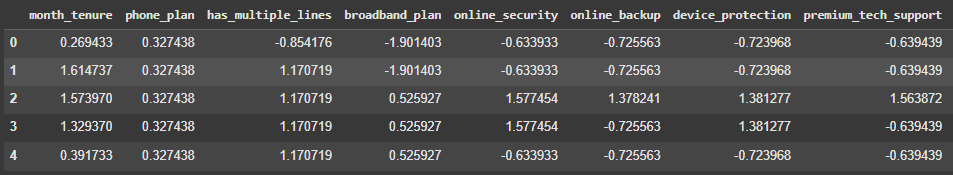 month_tenure phone_plan has_multiple_lines broadband_plan online_security online_backup device_protection premium_tech_support
0 0.269433 0.327438 -0.854176 -1.901403 -0.633933 -0.725563 -0.723968 -0.639439
1 1.614737 0.327438 1.170719 -1.901403 -0.633933 -0.725563 -0.723968 -0.639439
2 1.573970 0.327438 1.170719 0.525927 1.577454 1.378241 1.381277 1.563872
3 1.329370 0.327438 1.170719 0.525927 1.577454 -0.725563 1.381277 -0.639439
4 0.391733 0.327438 1.170719 0.525927 -0.633933 -0.725563 -0.723968 -0.639439